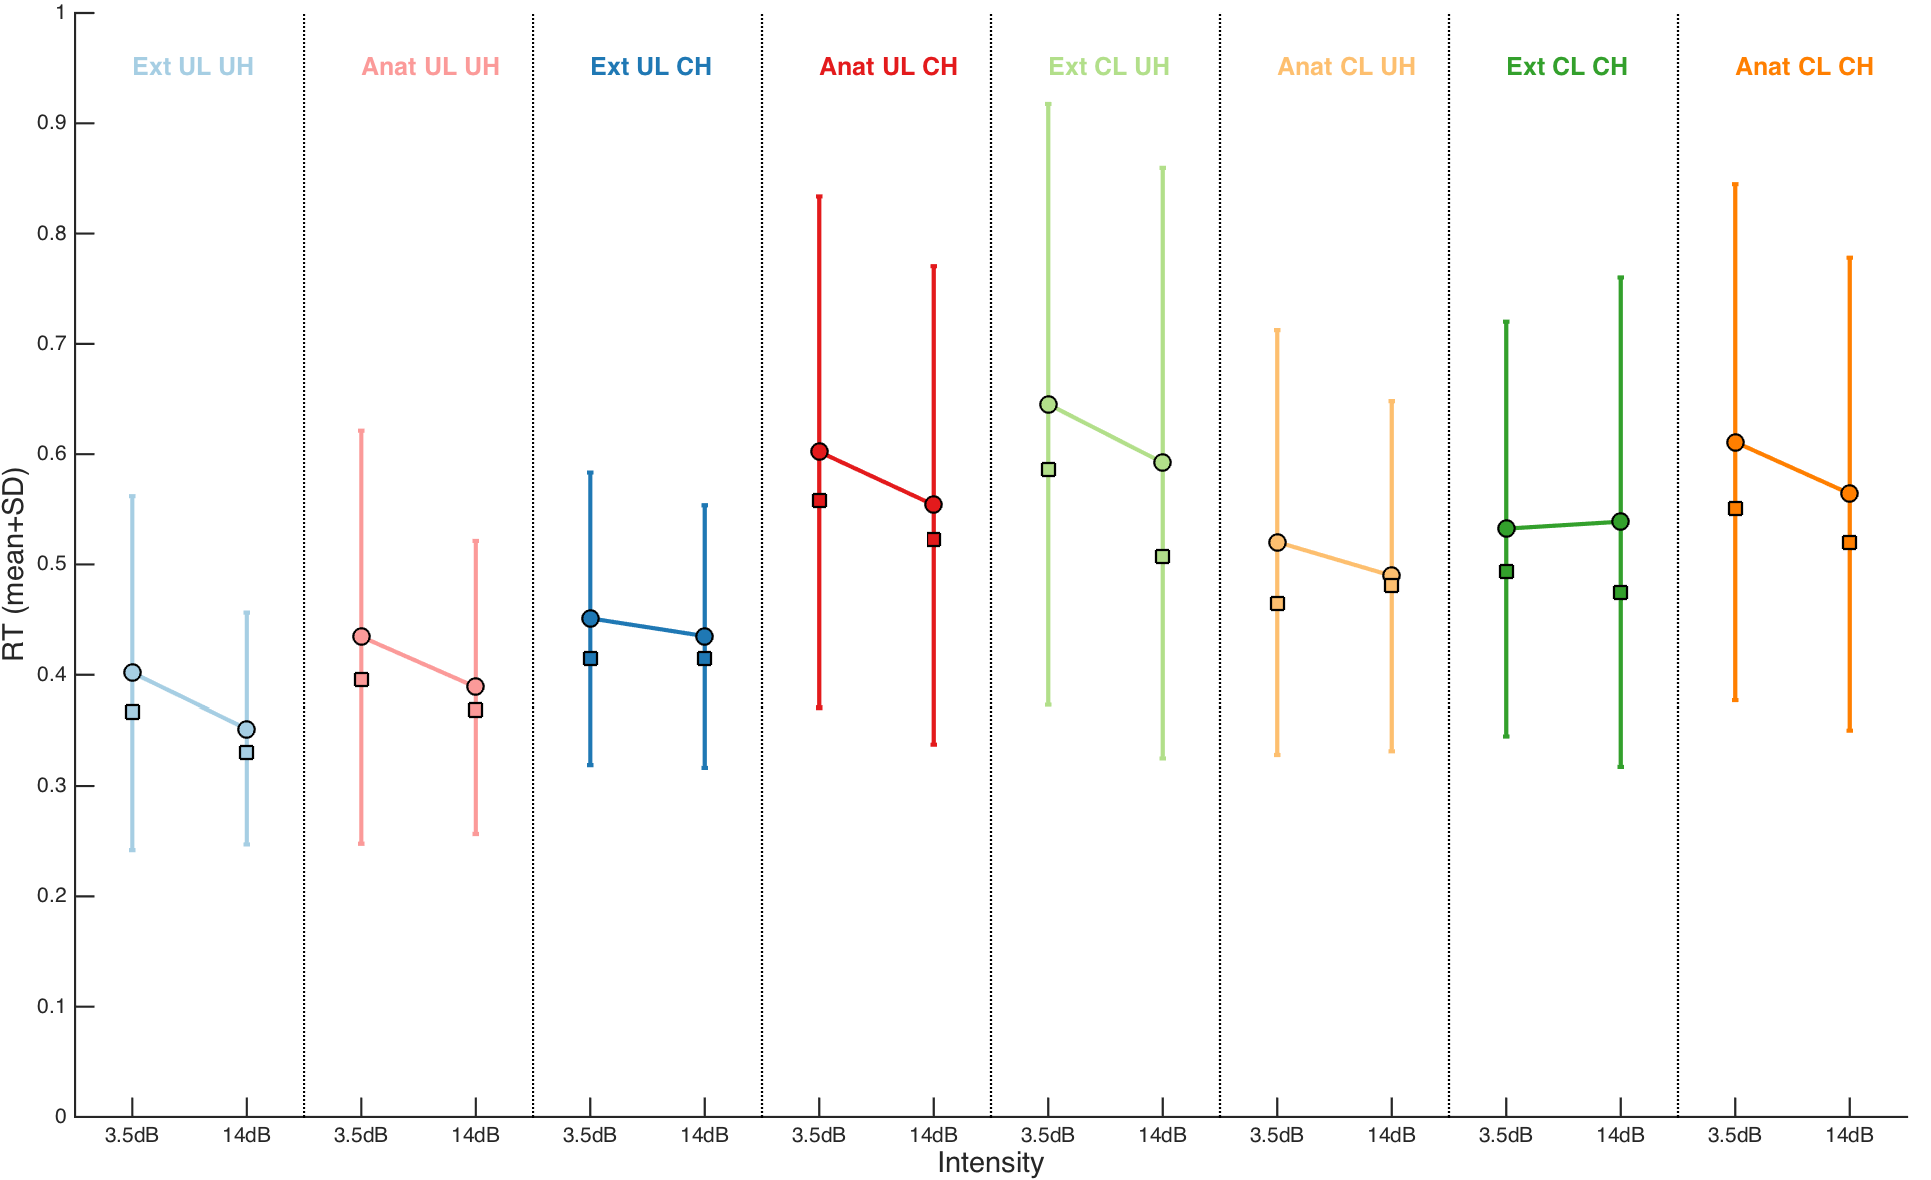 1
Ext UL UH Anat UL UH Ext UL CH Anat UL CH Ext CL UH Anat CL UH Ext CL CH Anat CL CH
0.9
0.8
0.7
0.6
0.5
0.4
0.3
0.2
0.1
0
RT (mean+SD)
3.5dB 14dB 3.5dB 14dB 3.5dB 14dB 3.5dB 14dB 3.5dB 14dB 3.5dB 14dB 3.5dB 14dB 3.5dB 14dB
Intensity